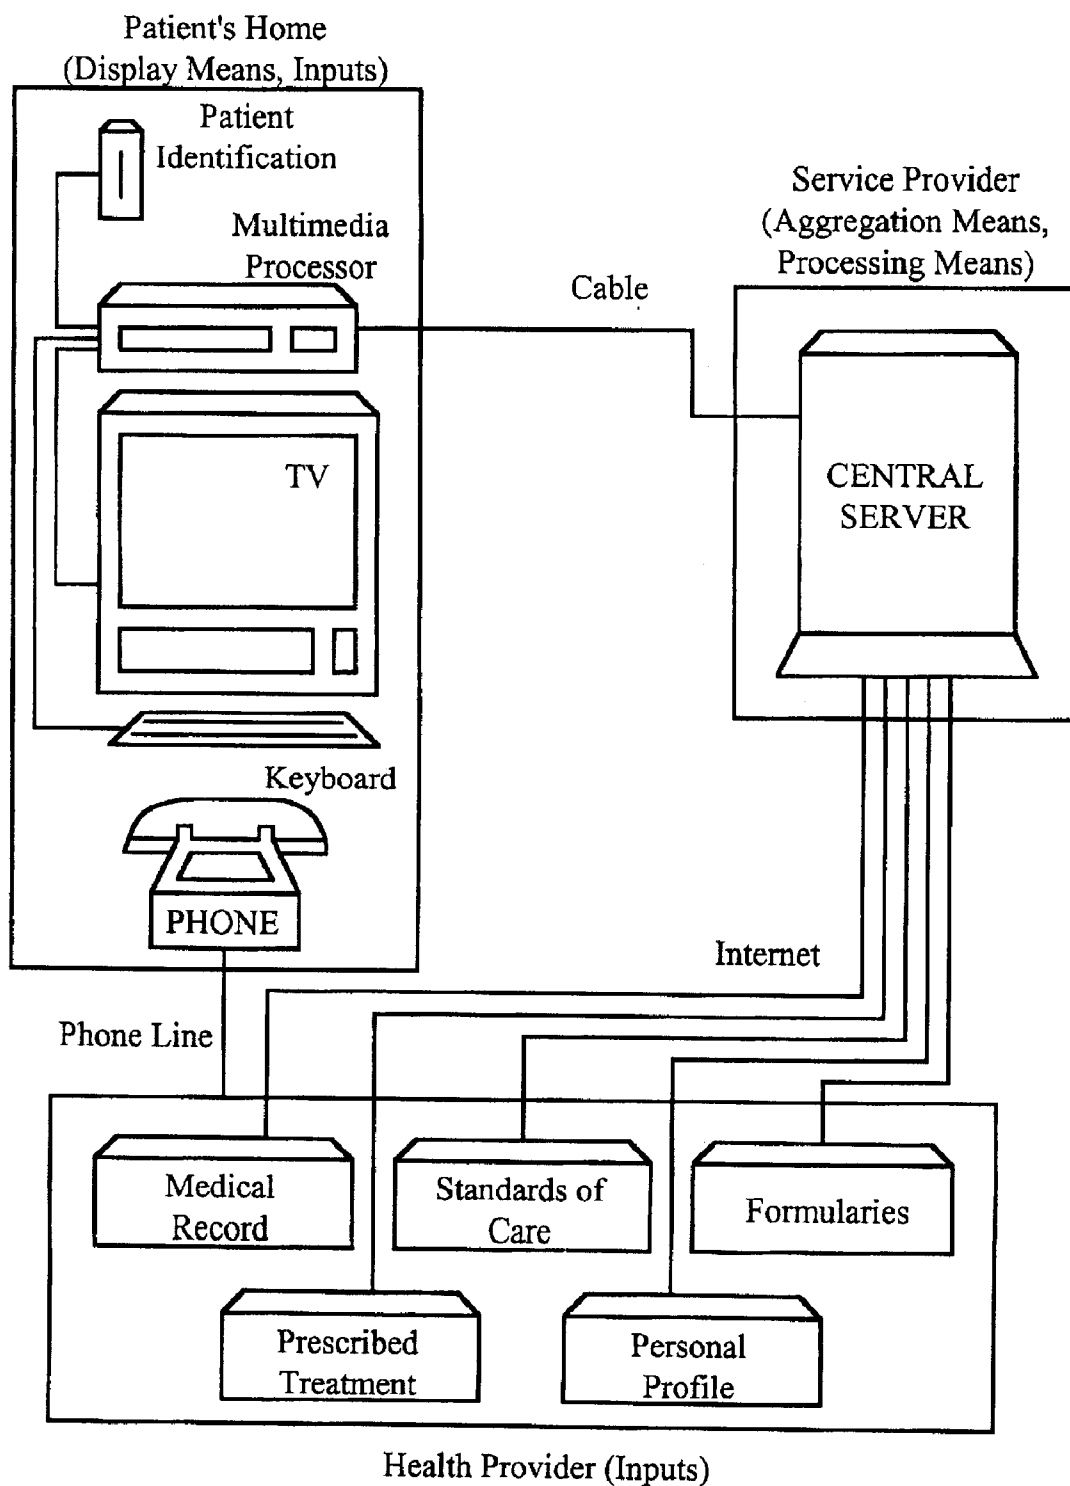 Patient's Home
(Display Means, Inputs)
Patient
Identification
Multimedia
Processor
TV
Keyboard
PHONE
Cable
Service Provider
(Aggregation Means,
Processing Means)
CENTRAL
SERVER
Internet
Phone Line
Medical
Record
Standards of
Care
Formularies
Prescribed
Treatment
Personal
Profile
Health Provider (Inputs)